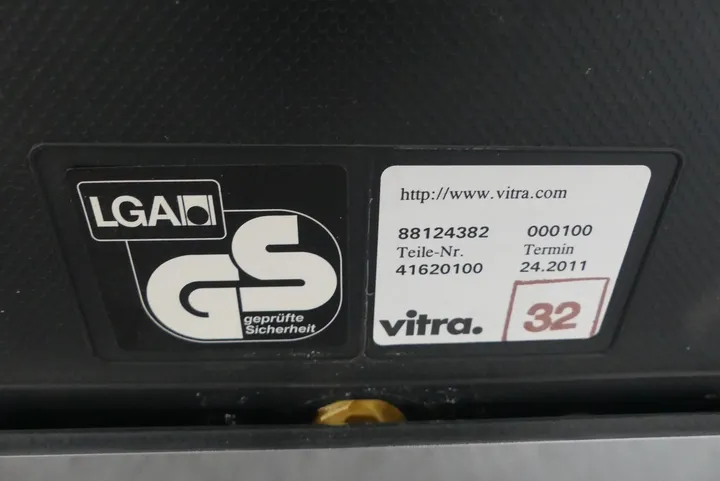 LGA
GS
geprüfte
Sicherheit
http://www.vitra.com
88124382 000100
Teile-Nr. Termin
41620100 24.2011
vitra. 32